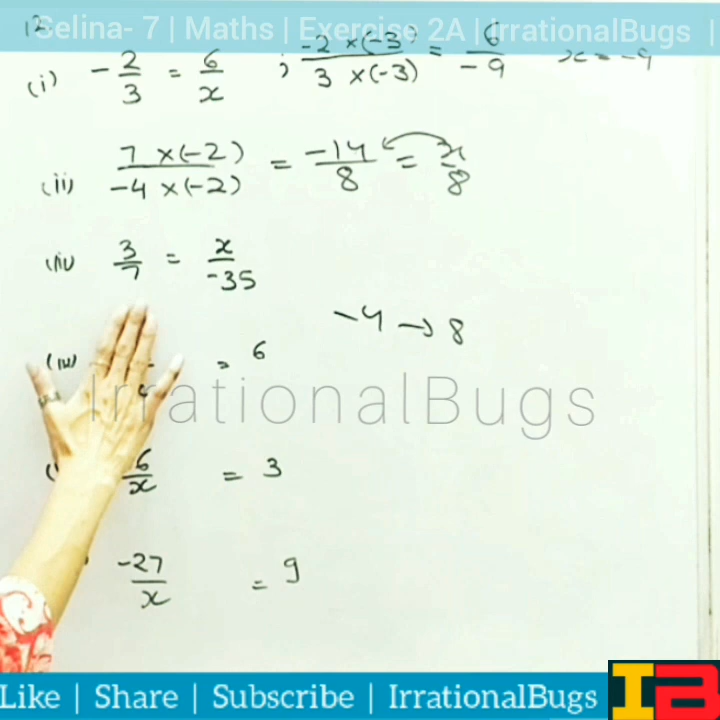 Selina- 7 | Maths | Exercise 2A | IrrationalBugs |
12
(i) -2/3 = 6/x ; -2 ×(-3) / 3 ×(-3) = 6/-9 x = -9
(ii) 7 ×(-2) / -4 ×(-2) = -14/8 = x/8
3/7 = x/-35
-4 → 8
(iv) = 6
IrrationalBugs
6/x = 3
-27/x = 9
Like | Share | Subscribe | IrrationalBugs
IB